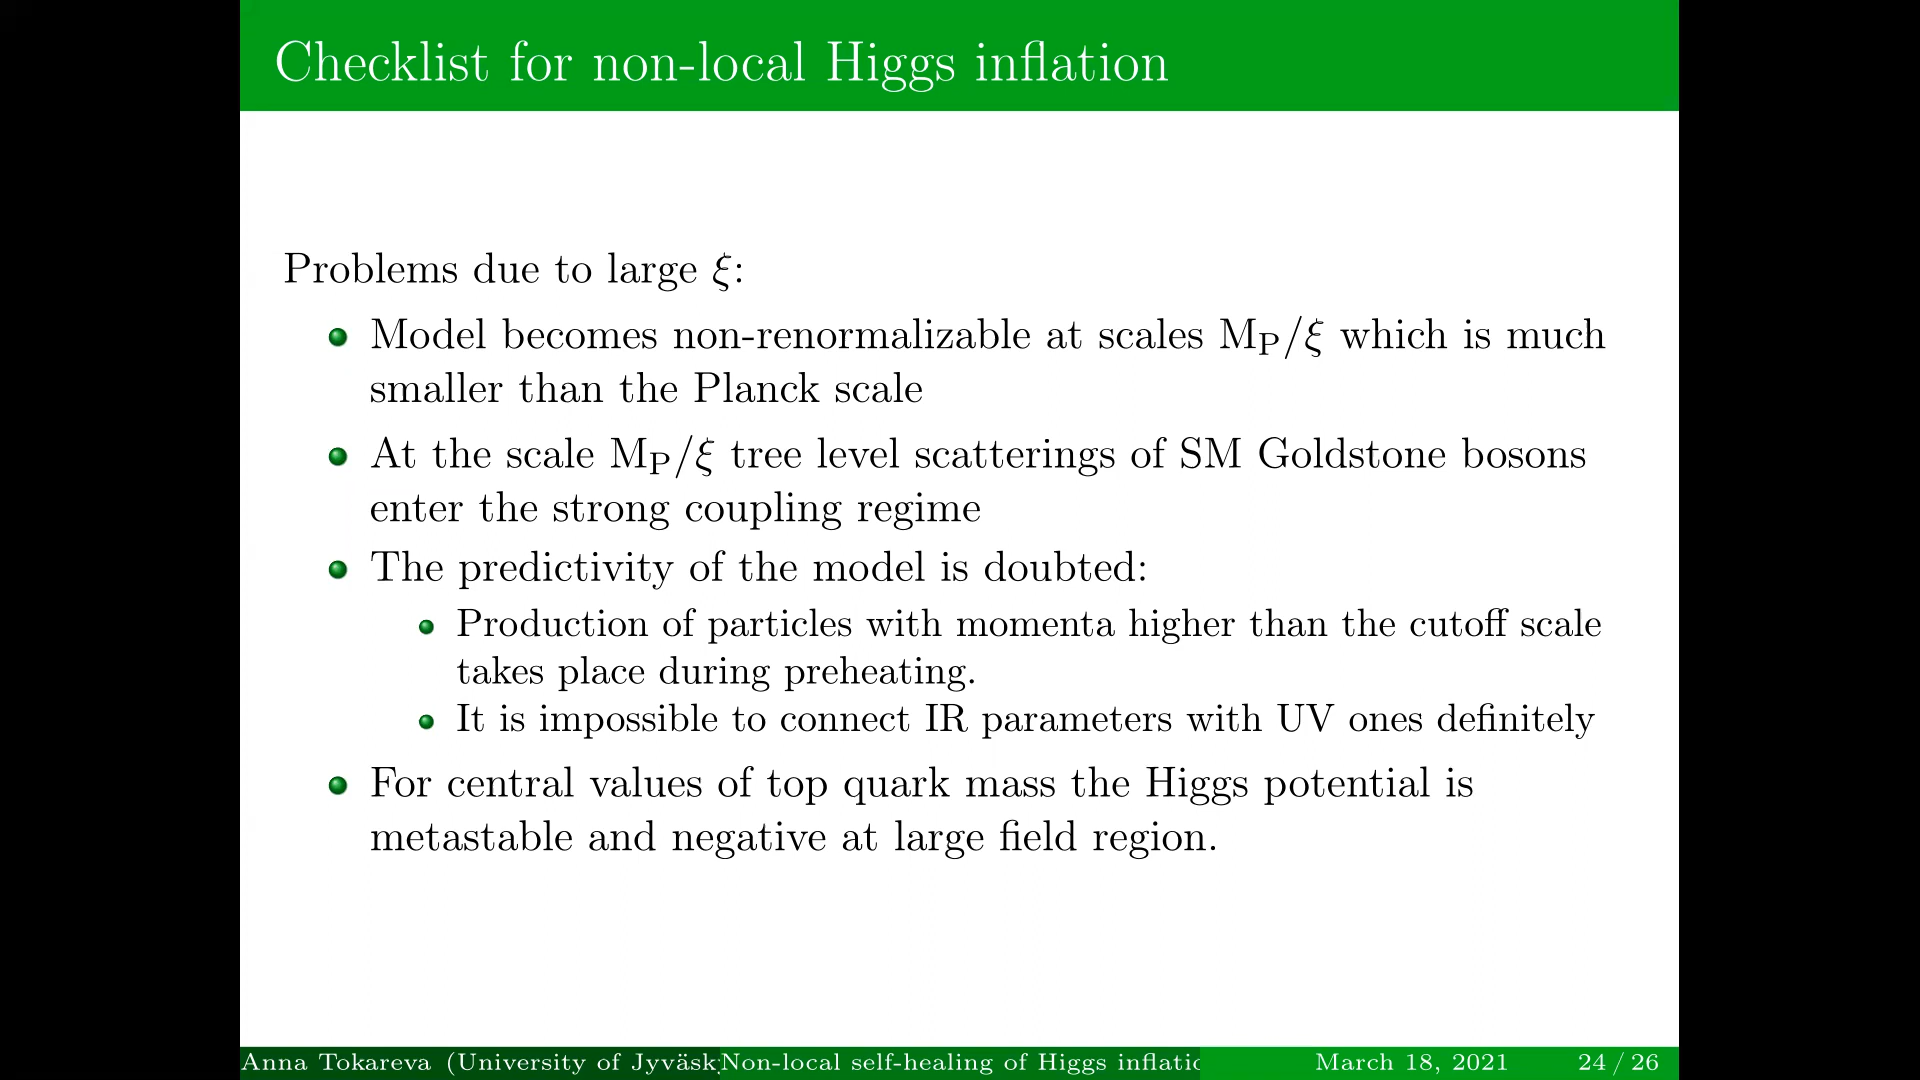 Checklist for non-local Higgs inflation
Problems due to large ξ:
Model becomes non-renormalizable at scales M_P/ξ which is much
smaller than the Planck scale
At the scale M_P/ξ tree level scatterings of SM Goldstone bosons
enter the strong coupling regime
The predictivity of the model is doubted:
Production of particles with momenta higher than the cutoff scale
takes place during preheating.
It is impossible to connect IR parameters with UV ones definitely
For central values of top quark mass the Higgs potential is
metastable and negative at large field region.
Anna Tokareva (University of Jyväsky Non-local self-healing of Higgs inflatio March 18, 2021 24 / 26